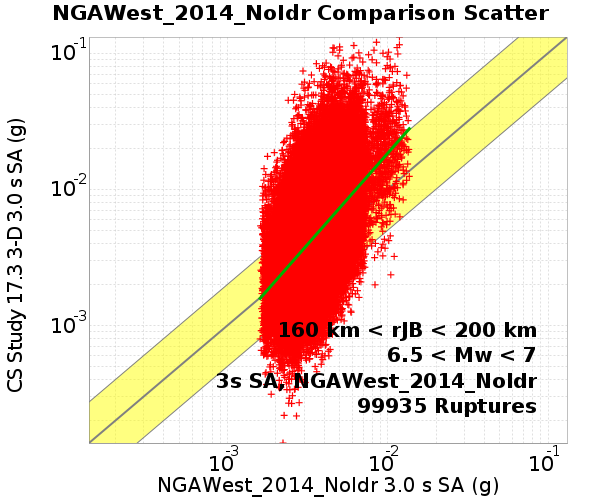 NGAWest_2014_NoIdr Comparison Scatter
CS Study 17.3 3-D 3.0 s SA (g)
10-1
10-2
10-3
160 km < rJB < 200 km
6.5 < Mw < 7
3s SA, NGAWest_2014_NoIdr
99935 Ruptures
10-3 10-2 10-1
NGAWest_2014_NoIdr 3.0 s SA (g)